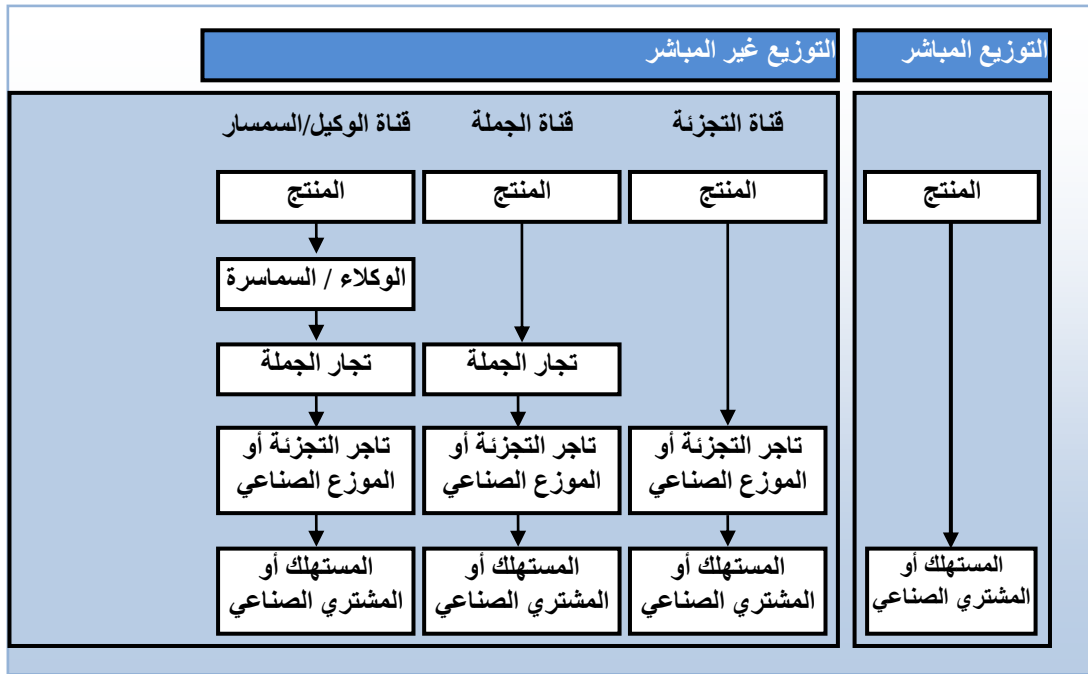 التوزيع المباشر
التوزيع غير المباشر
قناة التجزئة
قناة الجملة
قناة الوكيل/السمسار
المنتج
المنتج
المنتج
المنتج
الوكلاء / السماسرة
تجار الجملة
تجار الجملة
تاجر التجزئة أو
الموزع الصناعي
تاجر التجزئة أو
الموزع الصناعي
تاجر التجزئة أو
الموزع الصناعي
المستهلك أو
المشتري الصناعي
المستهلك أو
المشتري الصناعي
المستهلك أو
المشتري الصناعي
المستهلك أو
المشتري الصناعي